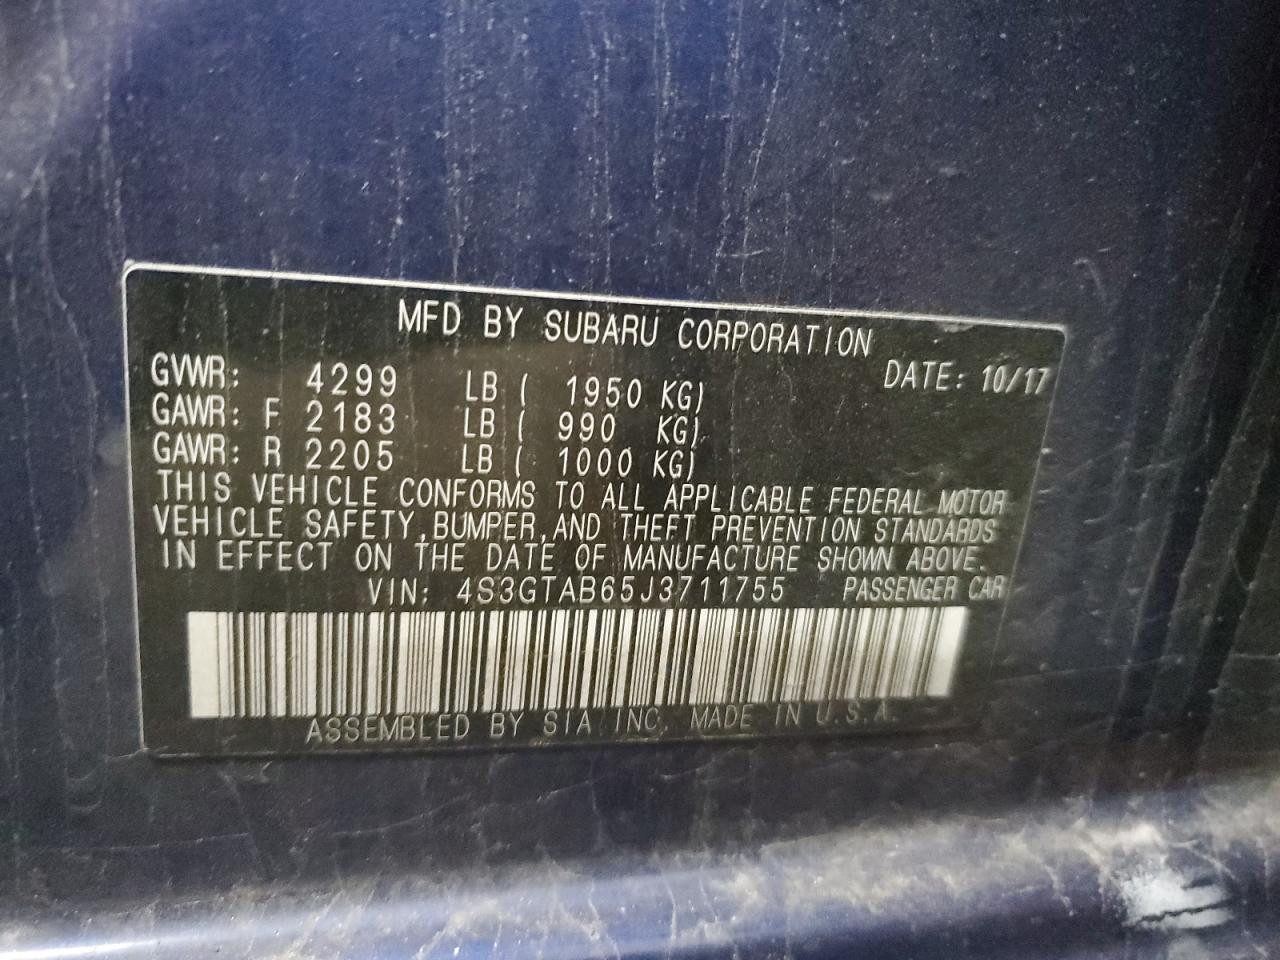 MFD BY SUBARU CORPORATION
GVWR: 4299 LB ( 1950 KG) DATE: 10/17
GAWR: F 2183 LB ( 990 KG)
GAWR: R 2205 LB ( 1000 KG)
THIS VEHICLE CONFORMS TO ALL APPLICABLE FEDERAL MOTOR
VEHICLE SAFETY,BUMPER,AND THEFT PREVENTION STANDARDS
IN EFFECT ON THE DATE OF MANUFACTURE SHOWN ABOVE.
VIN: 4S3GTAB65J3711755 PASSENGER CAR
ASSEMBLED BY SIA INC. MADE IN U.S.A.